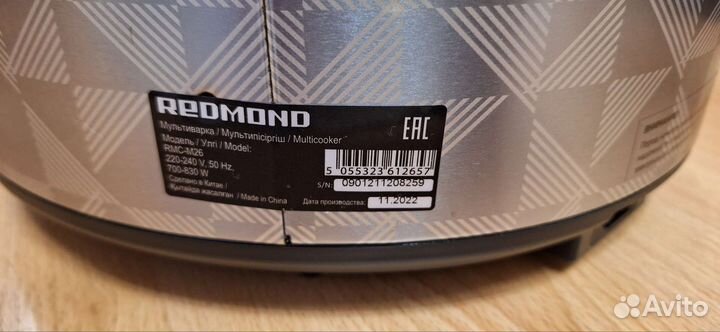 REDMOND
Мультиварка / Мультипісіргіш / Multicooker
Модель / Үлгі / Model:
RMC-M26
220-240 V, 50 Hz,
700-830 W
Сделано в Китае /
Қытайда жасалған / Made in China
EAC
5 055323 612657
S/N: 0901211208259
Дата производства: 11.2022
Avito